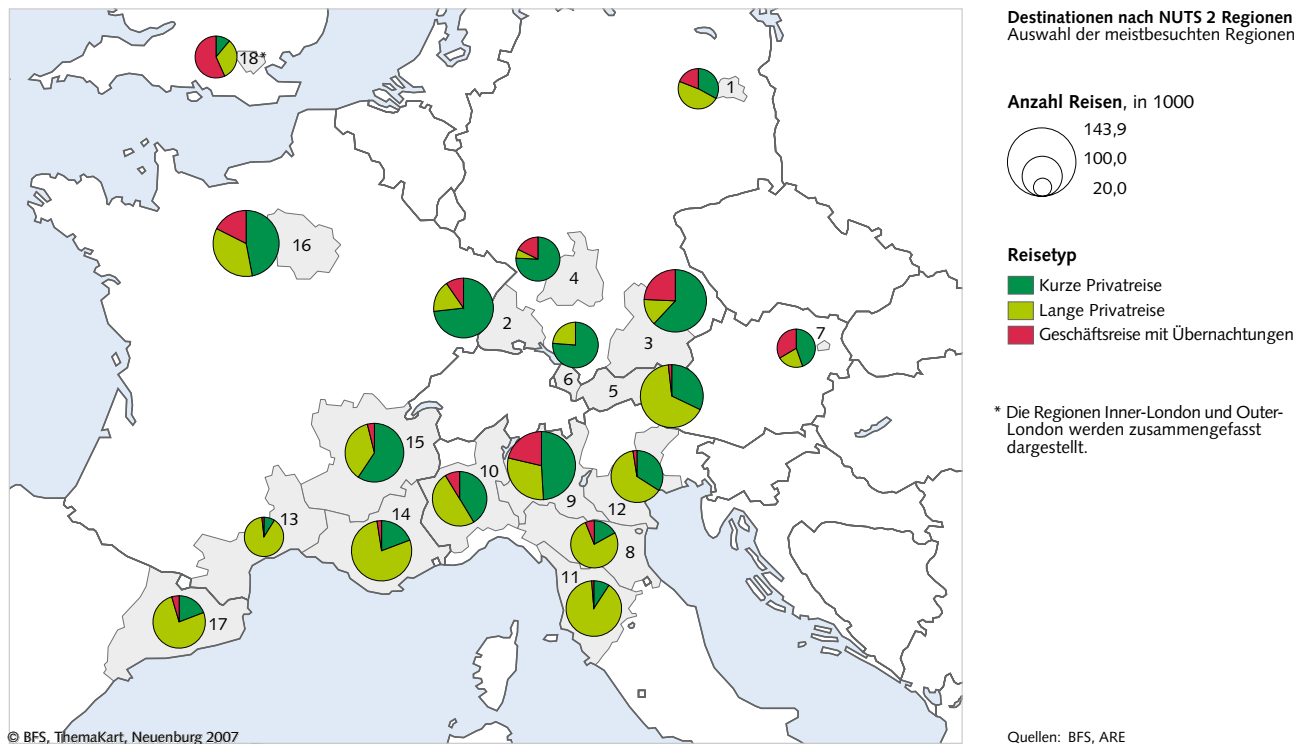 18*
1
16
4
2
3
7
6
5
15
10
9
12
13
14
8
11
17
© BFS, ThemaKart, Neuenburg 2007
Destinationen nach NUTS 2 Regionen
Auswahl der meistbesuchten Regionen
Anzahl Reisen, in 1000
143,9
100,0
20,0
Reisetyp
Kurze Privatreise
Lange Privatreise
Geschäftsreise mit Übernachtungen
* Die Regionen Inner-London und Outer-
London werden zusammengefasst
dargestellt.
Quellen: BFS, ARE